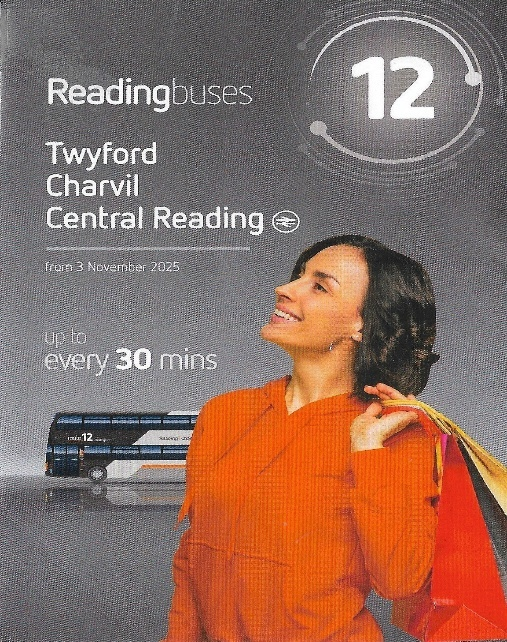 Readingbuses
12
Twyford
Charvil
Central Reading
from 3 November 2025
up to
every 30 mins
12